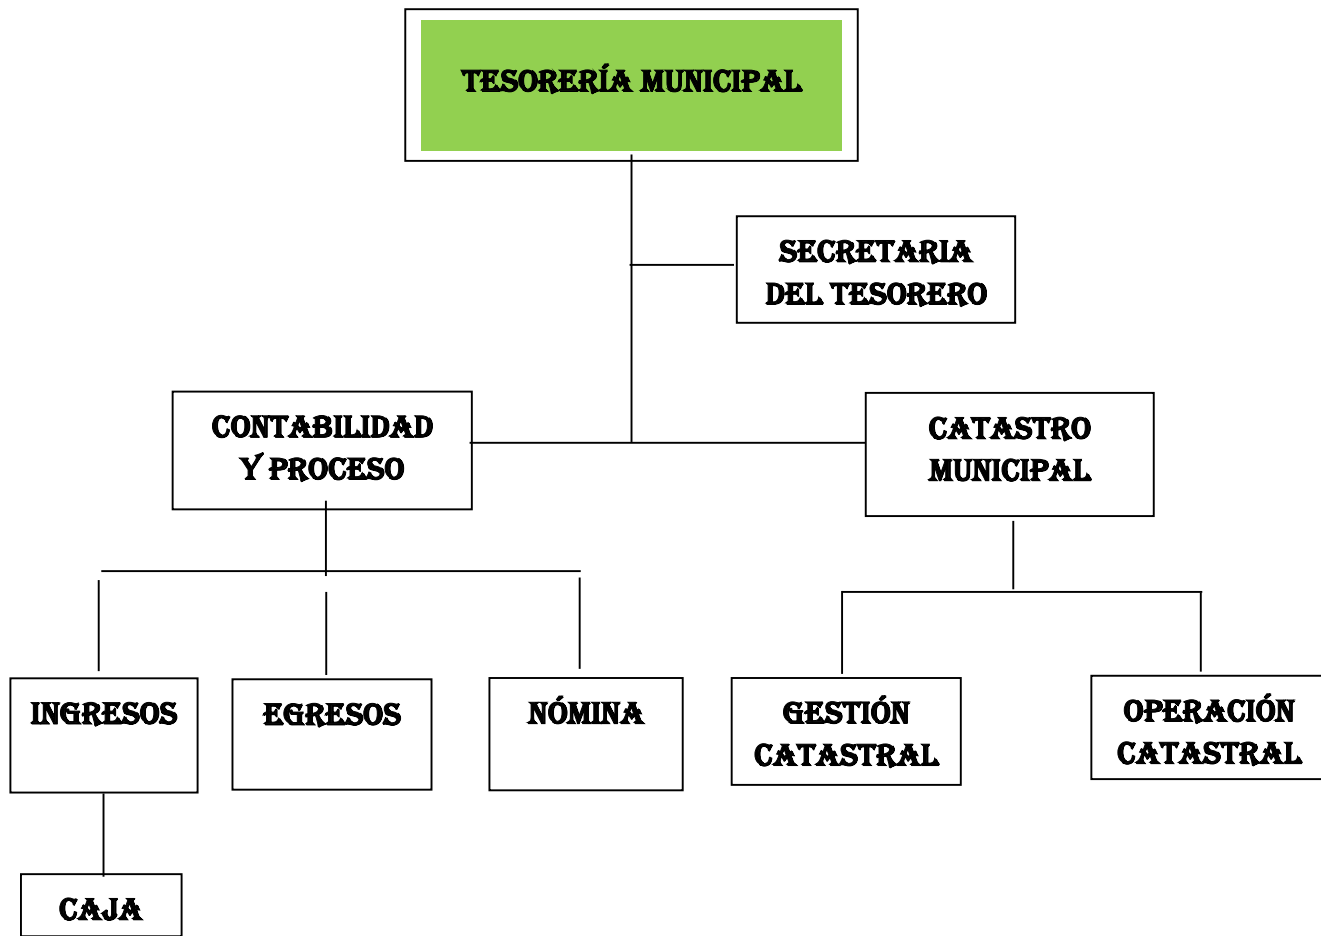 TESORERÍA MUNICIPAL
SECRETARIA
DEL TESORERO
CONTABILIDAD
Y PROCESO
CATASTRO
MUNICIPAL
INGRESOS
EGRESOS
NÓMINA
GESTIÓN
CATASTRAL
OPERACIÓN
CATASTRAL
CAJA